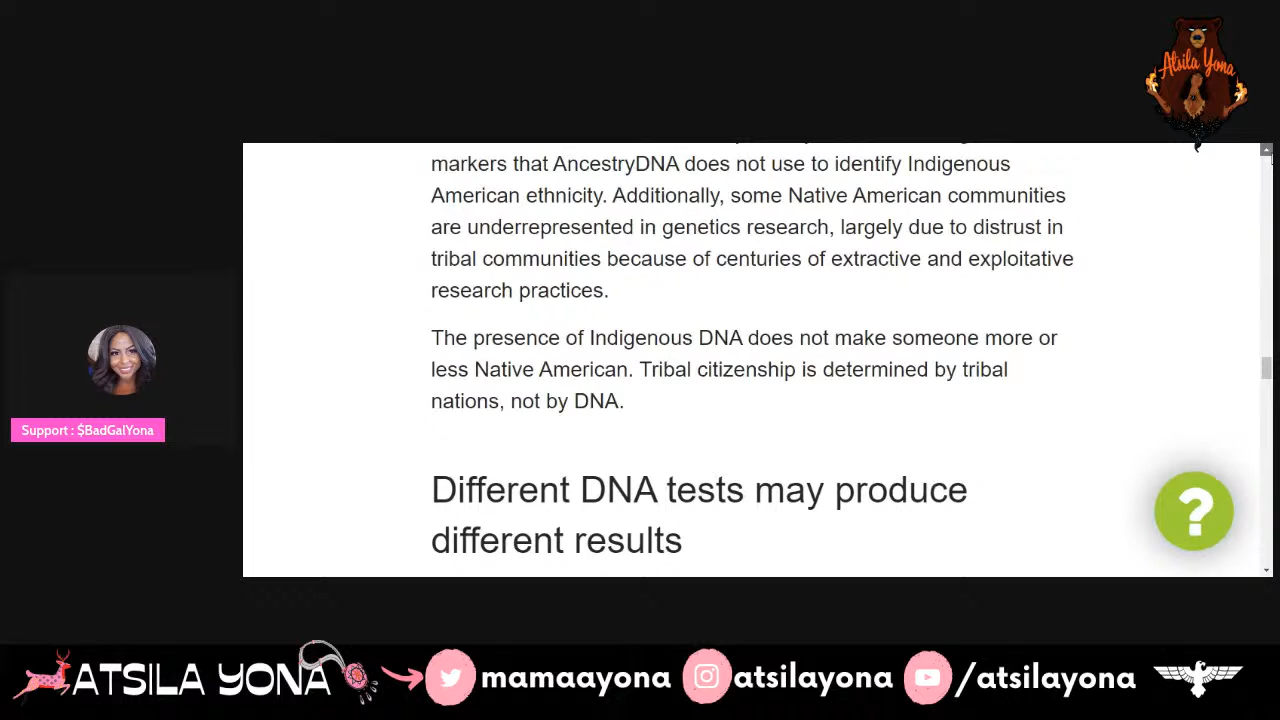 Atsila Yona
markers that AncestryDNA does not use to identify Indigenous
American ethnicity. Additionally, some Native American communities
are underrepresented in genetics research, largely due to distrust in
tribal communities because of centuries of extractive and exploitative
research practices.
The presence of Indigenous DNA does not make someone more or
less Native American. Tribal citizenship is determined by tribal
nations, not by DNA.
Support : $BadGalYona
Different DNA tests may produce
different results
?
ATSILA YONA
mamaayona
atsilayona
/atsilayona